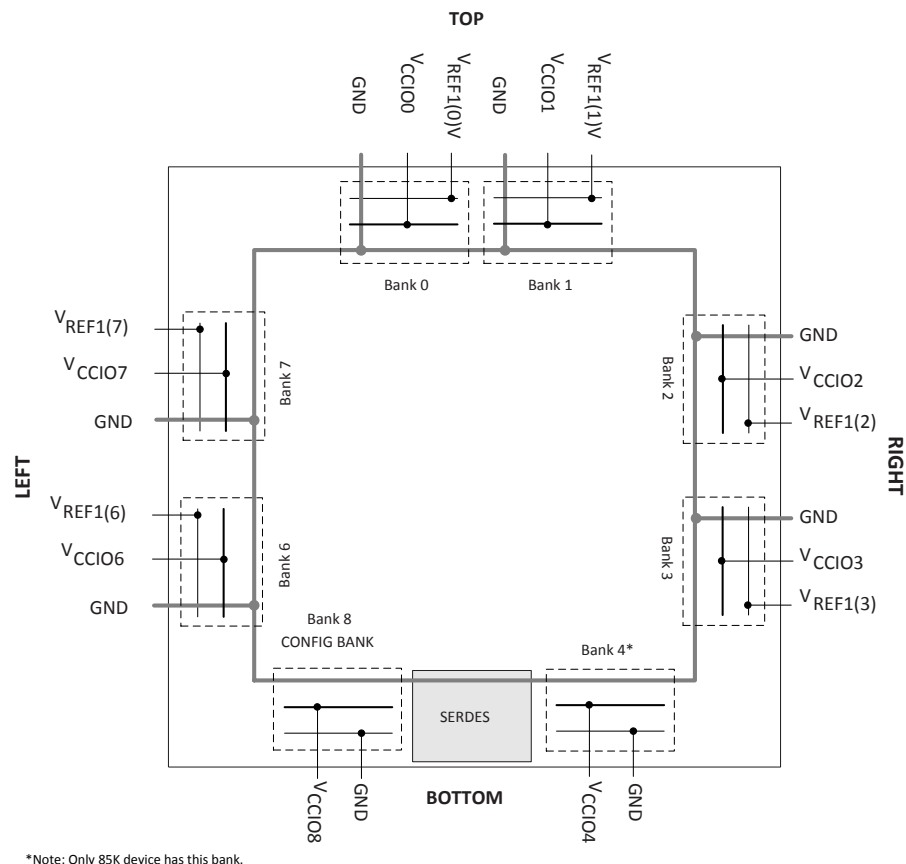 TOP
GND
VCCIO0
VREF1(0)V
GND
VCCIO1
VREF1(1)V
Bank 0
Bank 1
VREF1(7)
VCCIO7
GND
Bank 7
Bank 2
GND
VCCIO2
VREF1(2)
LEFT
RIGHT
VREF1(6)
VCCIO6
GND
Bank 6
Bank 3
GND
VCCIO3
VREF1(3)
Bank 8
CONFIG BANK
Bank 4*
SERDES
VCCIO8
GND
BOTTOM
VCCIO4
GND
*Note: Only 85K device has this bank.